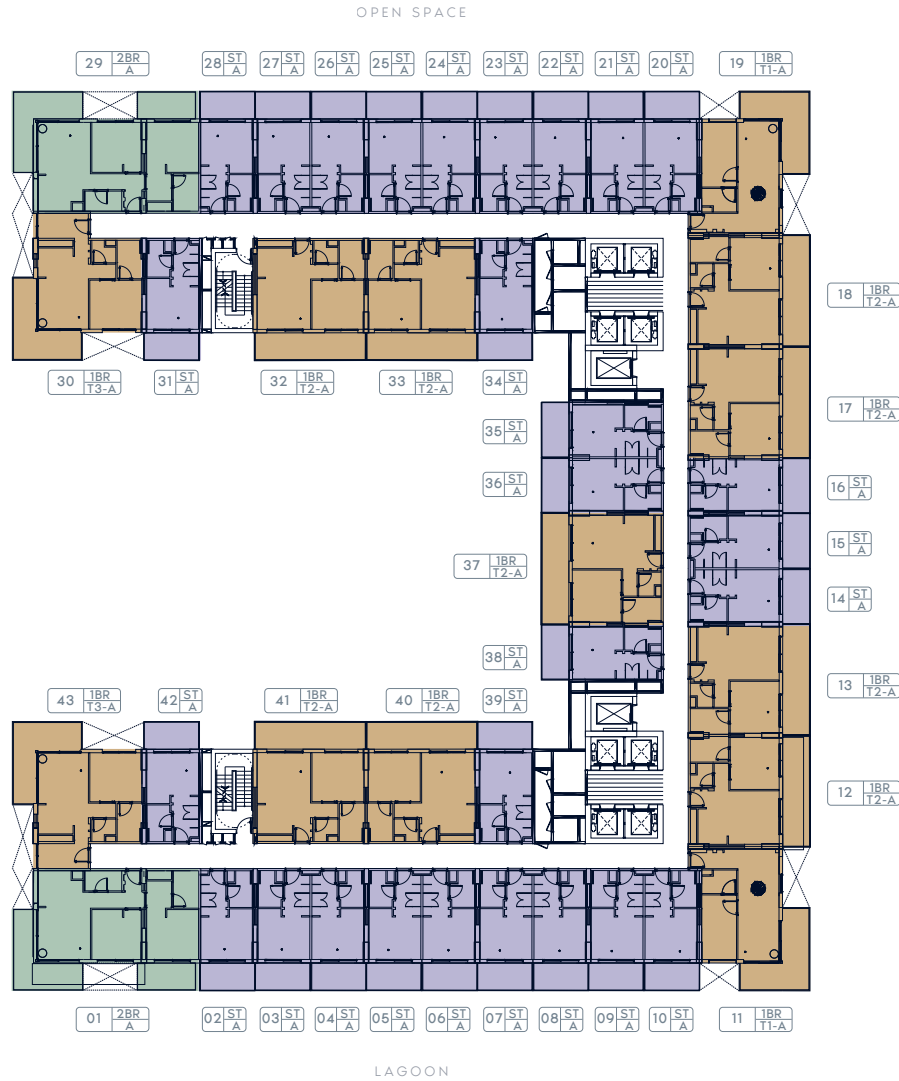 OPEN SPACE
29 2BR A
28 ST A
27 ST A
26 ST A
25 ST A
24 ST A
23 ST A
22 ST A
21 ST A
20 ST A
19 1BR T1-A
18 1BR T2-A
30 1BR T3-A
31 ST A
32 1BR T2-A
33 1BR T2-A
34 ST A
17 1BR T2-A
35 ST A
36 ST A
16 ST A
15 ST A
37 1BR T2-A
14 ST A
38 ST A
13 1BR T2-A
43 1BR T3-A
42 ST A
41 1BR T2-A
40 1BR T2-A
39 ST A
12 1BR T2-A
01 2BR A
02 ST A
03 ST A
04 ST A
05 ST A
06 ST A
07 ST A
08 ST A
09 ST A
10 ST A
11 1BR T1-A
LAGOON